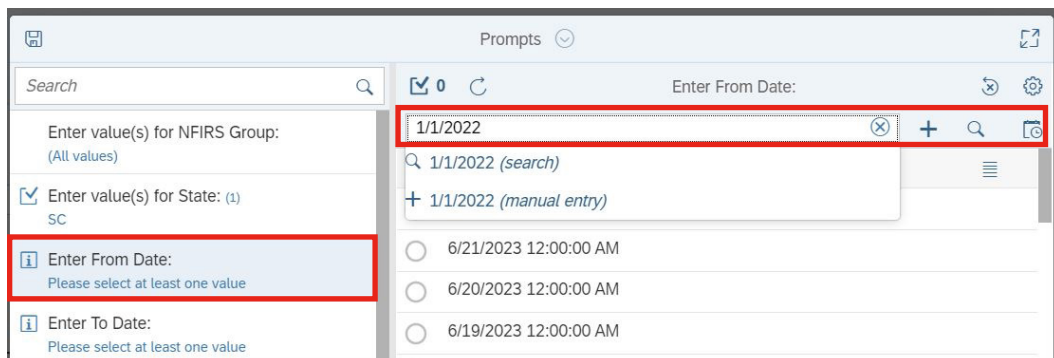 Prompts
Search
Enter value(s) for NFIRS Group:
(All values)
Enter value(s) for State: (1)
SC
Enter From Date:
Please select at least one value
Enter To Date:
Please select at least one value
0
Enter From Date:
1/1/2022
1/1/2022 (search)
1/1/2022 (manual entry)
6/21/2023 12:00:00 AM
6/20/2023 12:00:00 AM
6/19/2023 12:00:00 AM